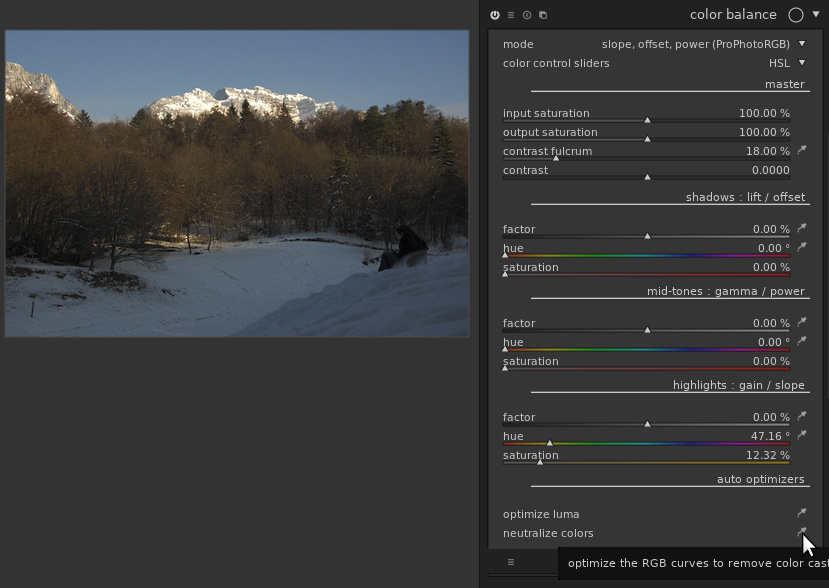 color balance
mode slope, offset, power (ProPhotoRGB)
color control sliders HSL
master
input saturation 100.00 %
output saturation 100.00 %
contrast fulcrum 18.00 %
contrast 0.0000
shadows : lift / offset
factor 0.00 %
hue 0.00 °
saturation 0.00 %
mid-tones : gamma / power
factor 0.00 %
hue 0.00 °
saturation 0.00 %
highlights : gain / slope
factor 0.00 %
hue 47.16 °
saturation 12.32 %
auto optimizers
optimize luma
neutralize colors
optimize the RGB curves to remove color cast